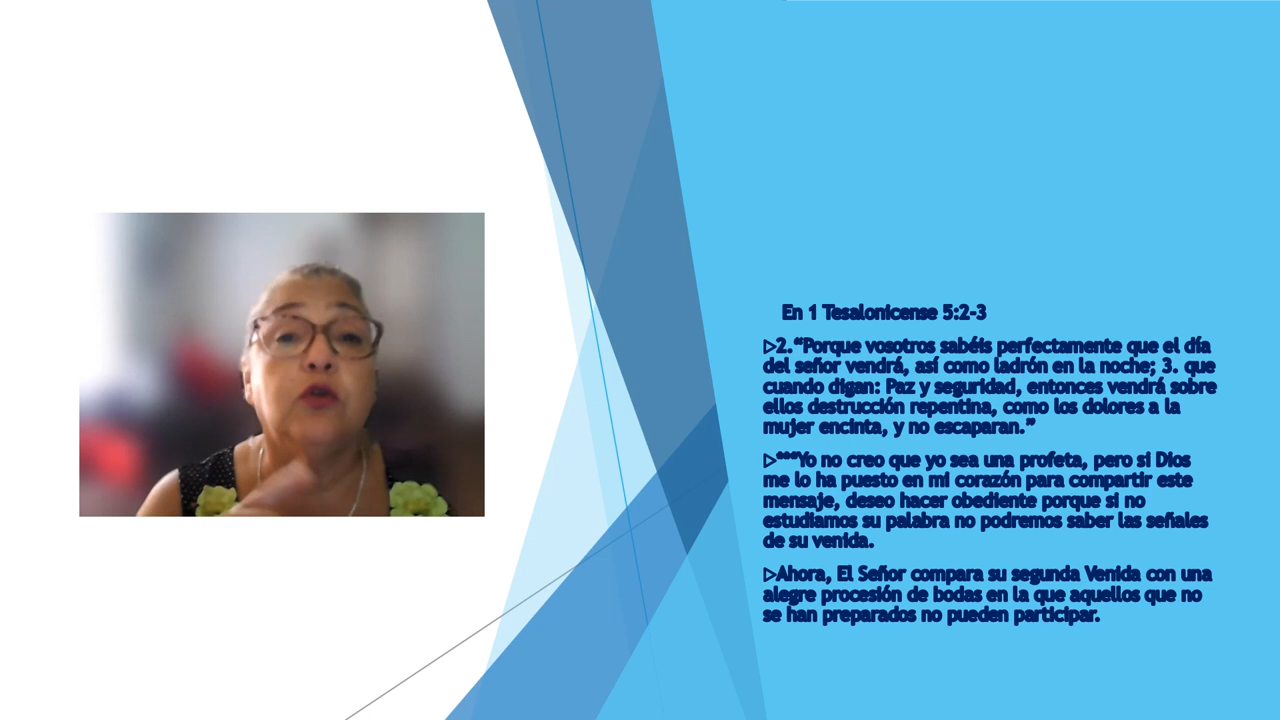 En 1 Tesalonicense 5:2-3
▷2.“Porque vosotros sabéis perfectamente que el día
del señor vendrá, así como ladrón en la noche; 3. que
cuando digan: Paz y seguridad, entonces vendrá sobre
ellos destrucción repentina, como los dolores a la
mujer encinta, y no escaparan.”
▷***Yo no creo que yo sea una profeta, pero si Dios
me lo ha puesto en mi corazón para compartir este
mensaje, deseo hacer obediente porque si no
estudiamos su palabra no podremos saber las señales
de su venida.
▷Ahora, El Señor compara su segunda Venida con una
alegre procesión de bodas en la que aquellos que no
se han preparados no pueden participar.